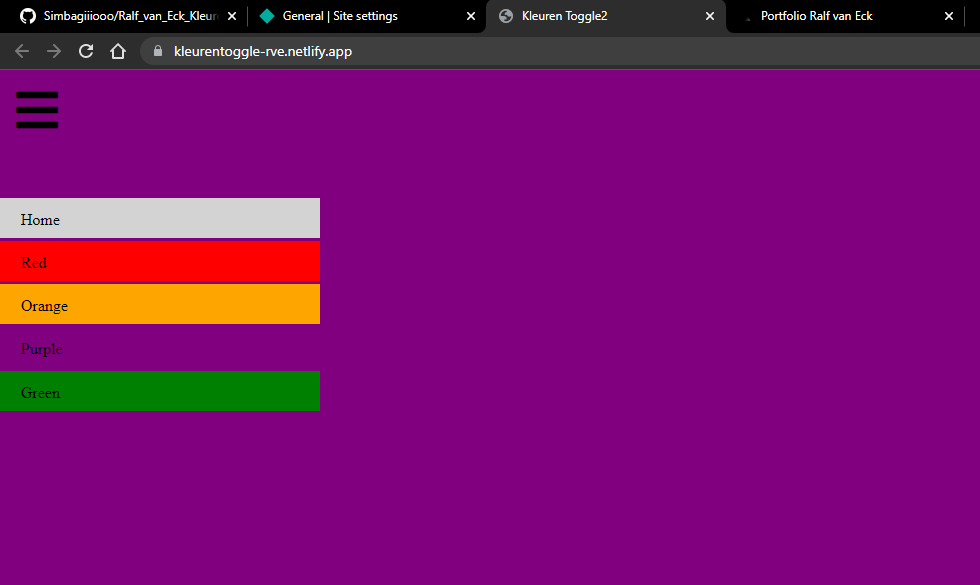 Simbagiiiooo/Ralf_van_Eck_Kleur
General | Site settings
Kleuren Toggle2
Portfolio Ralf van Eck
kleurentoggle-rve.netlify.app
Home
Red
Orange
Purple
Green